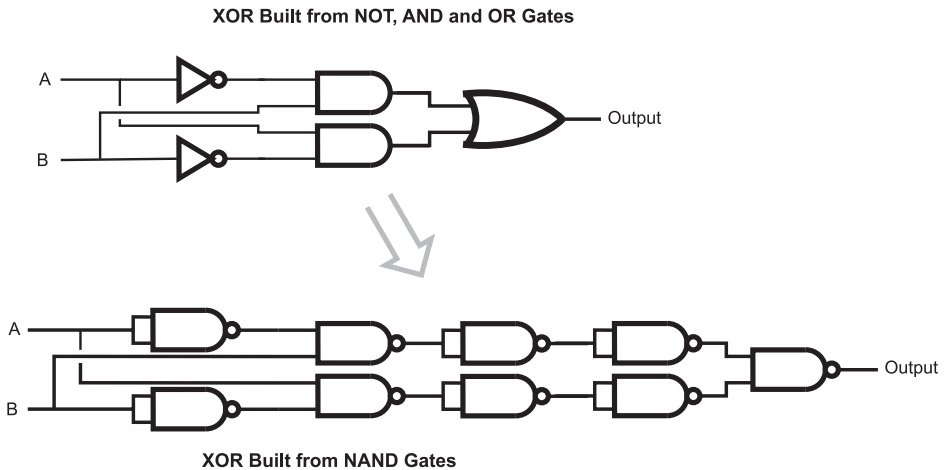 XOR Built from NOT, AND and OR Gates
A
Output
B
A
Output
B
XOR Built from NAND Gates